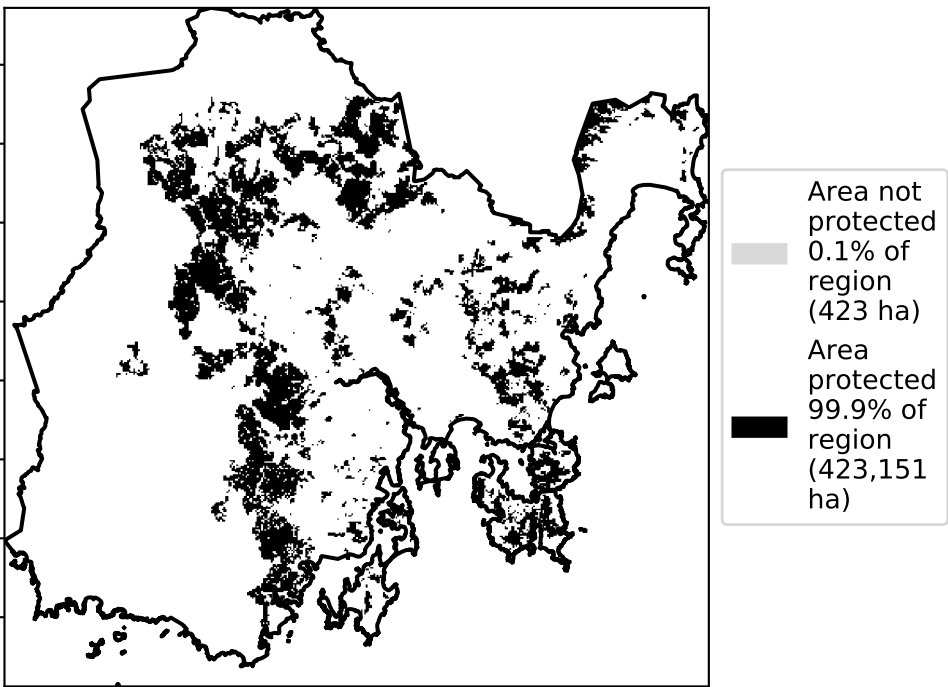 Area not
protected
0.1% of
region
(423 ha)
Area
protected
99.9% of
region
(423,151
ha)